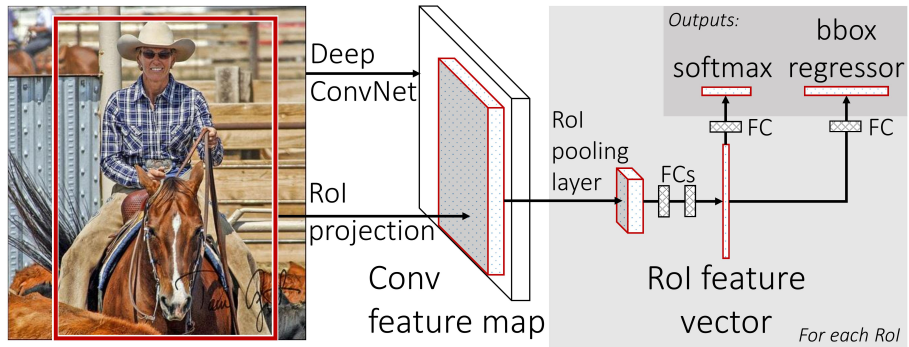 Deep
ConvNet
RoI
projection
Conv
feature map
RoI
pooling
layer
FCs
RoI feature
vector
For each RoI
Outputs:
softmax
bbox
regressor
FC
FC